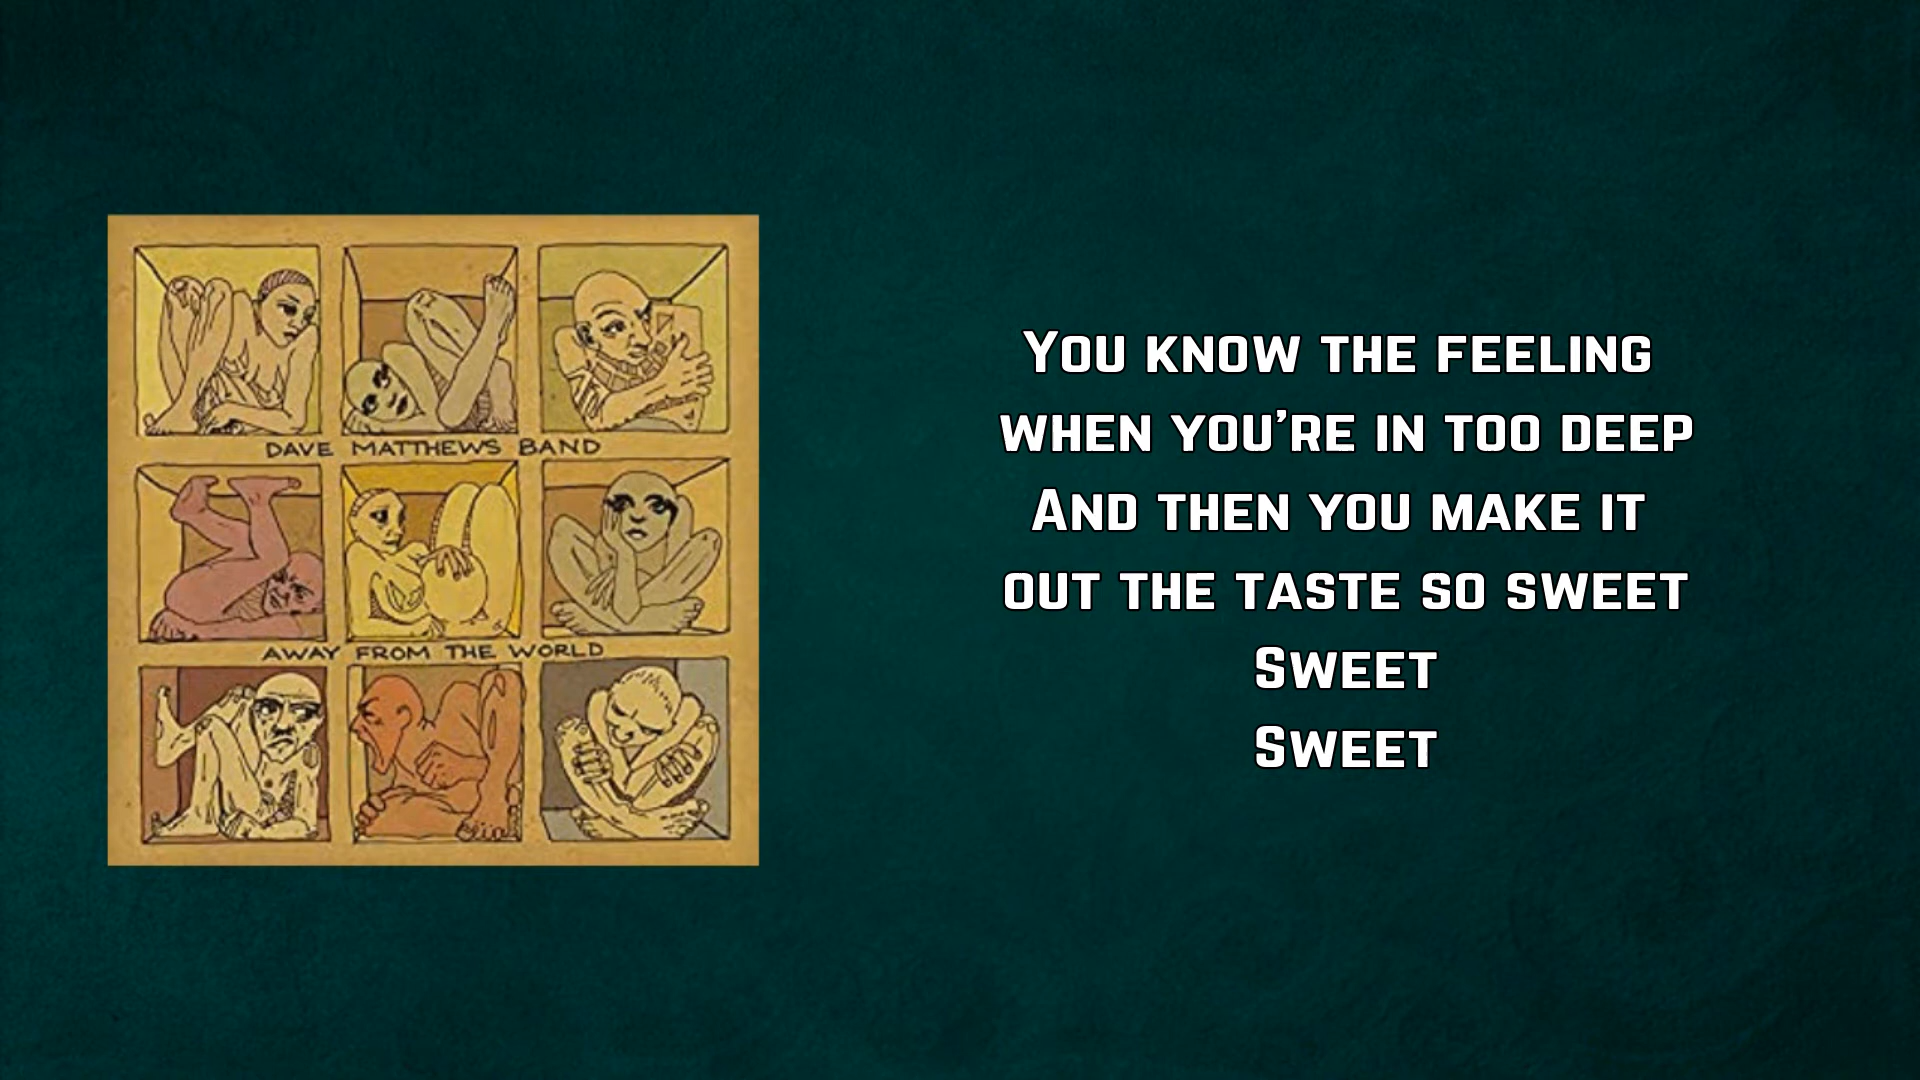 DAVE MATTHEWS BAND
AWAY FROM THE WORLD
You know the feeling
when you're in too deep
And then you make it
out the taste so sweet
Sweet
Sweet